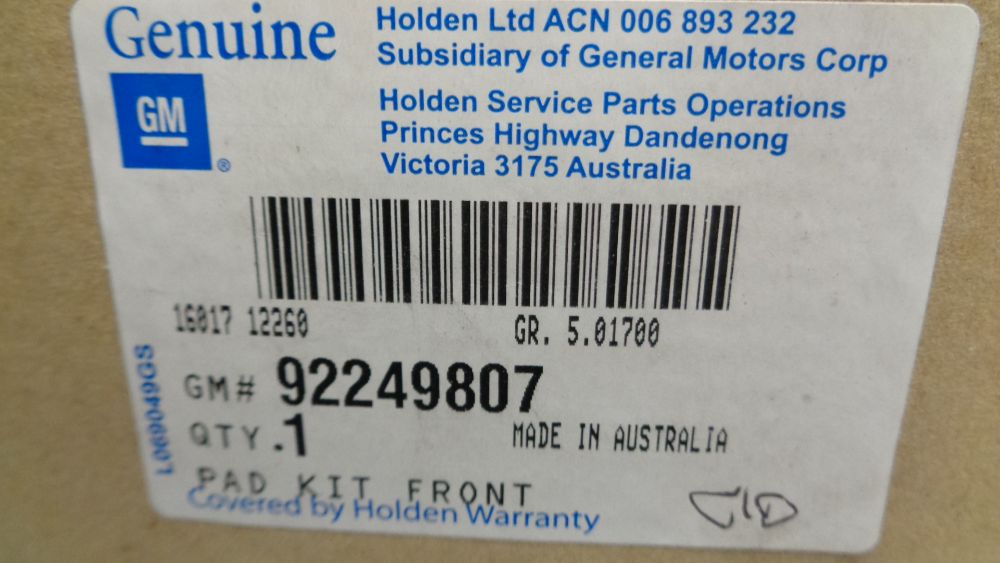 Genuine
Holden Ltd ACN 006 893 232
Subsidiary of General Motors Corp
GM
®
Holden Service Parts Operations
Princes Highway Dandenong
Victoria 3175 Australia
16017 12260
GR. 5.01700
GM# 92249807
QTY.1
MADE IN AUSTRALIA
PAD KIT FRONT
Covered by Holden Warranty
L069049GS